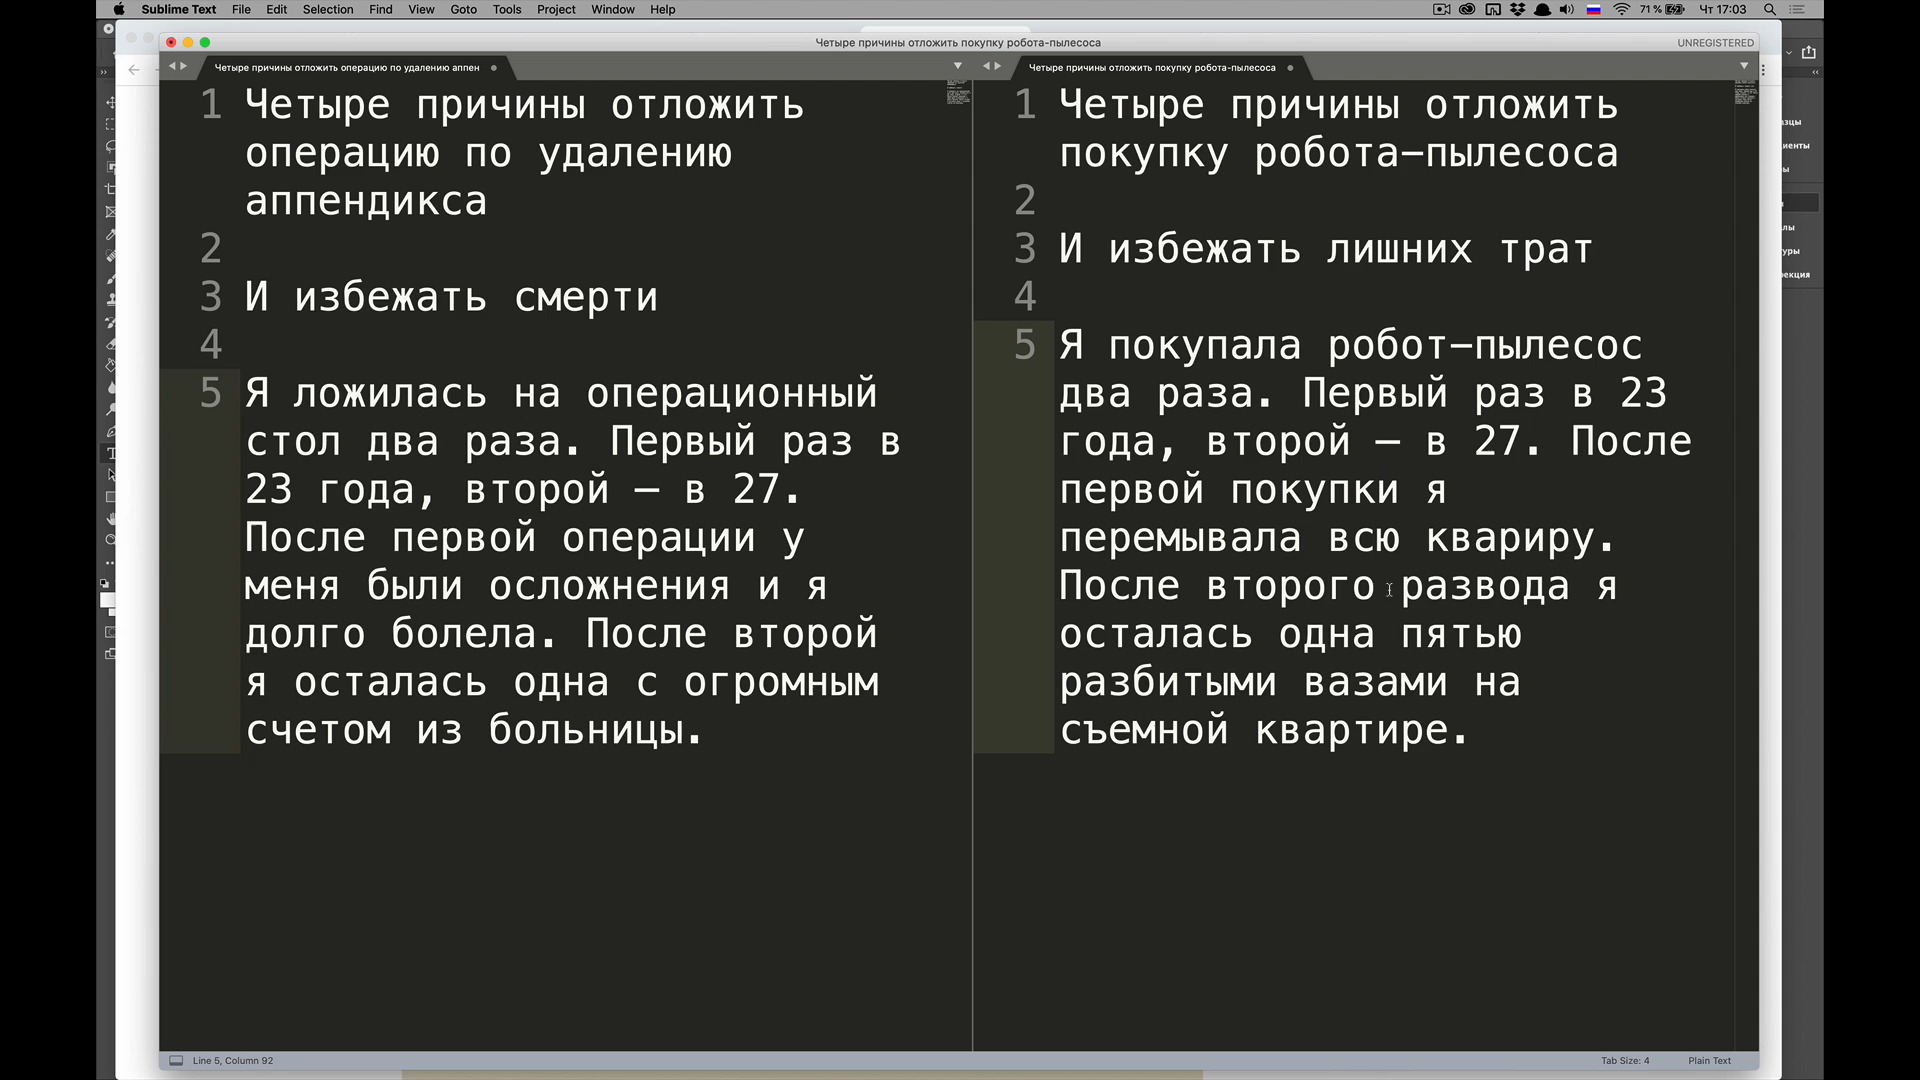 Sublime Text File Edit Selection Find View Goto Tools Project Window Help
71 % Чт 17:03
Четыре причины отложить покупку робота-пылесоса
UNREGISTERED
Четыре причины отложить операцию по удалению аппен
Четыре причины отложить покупку робота-пылесоса
1 Четыре причины отложить
операцию по удалению
аппендикса
2
3 И избежать смерти
4
5 Я ложилась на операционный
стол два раза. Первый раз в
23 года, второй – в 27.
После первой операции у
меня были осложнения и я
долго болела. После второй
я осталась одна с огромным
счетом из больницы.
1 Четыре причины отложить
покупку робота-пылесоса
2
3 И избежать лишних трат
4
5 Я покупала робот-пылесос
два раза. Первый раз в 23
года, второй – в 27. После
первой покупки я
перемывала всю квариру.
После второго развода я
осталась одна пятью
разбитыми вазами на
съемной квартире.
Line 5, Column 92
Tab Size: 4
Plain Text